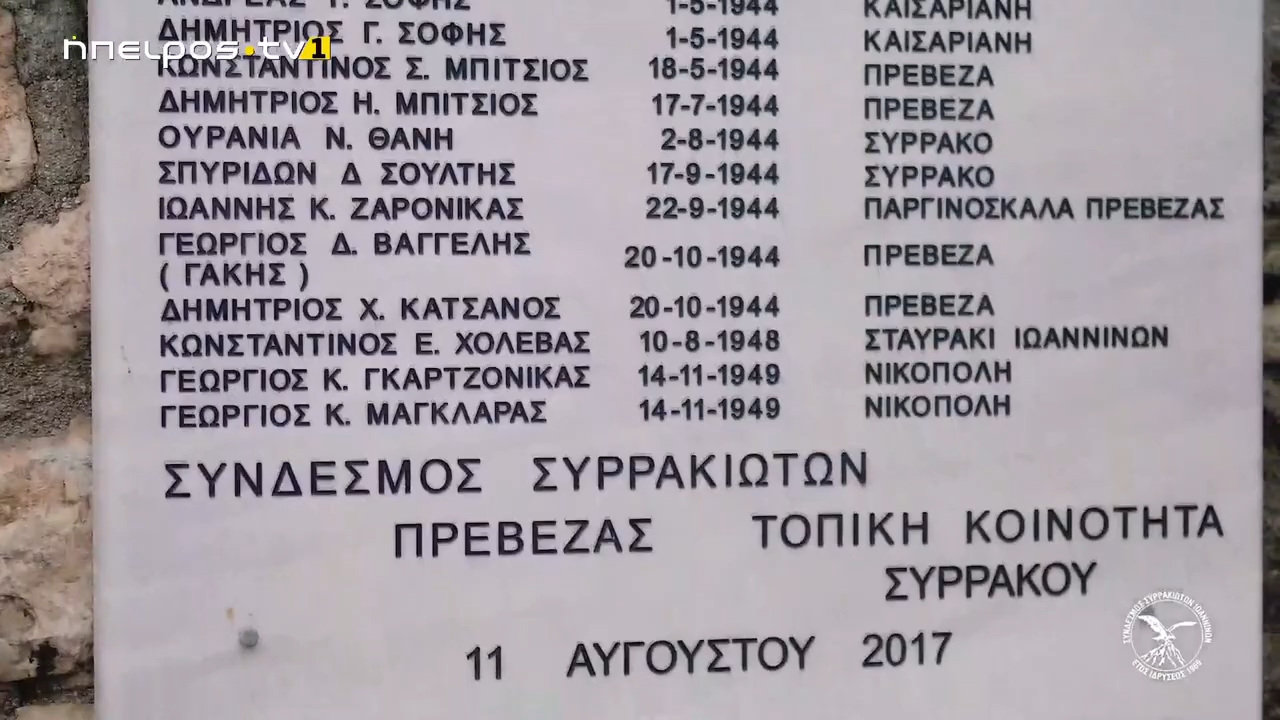 ΑΝΔΡΕΑΣ Γ. ΣΟΦΗΣ 1-5-1944 ΚΑΙΣΑΡΙΑΝΗ
ΔΗΜΗΤΡΙΟΣ Γ. ΣΟΦΗΣ 1-5-1944 ΚΑΙΣΑΡΙΑΝΗ
ήπειρος.tv1
ΚΩΝΣΤΑΝΤΙΝΟΣ Σ. ΜΠΙΤΣΙΟΣ 18-5-1944 ΠΡΕΒΕΖΑ
ΔΗΜΗΤΡΙΟΣ Η. ΜΠΙΤΣΙΟΣ 17-7-1944 ΠΡΕΒΕΖΑ
ΟΥΡΑΝΙΑ Ν. ΘΑΝΗ 2-8-1944 ΣΥΡΡΑΚΟ
ΣΠΥΡΙΔΩΝ Δ ΣΟΥΛΤΗΣ 17-9-1944 ΣΥΡΡΑΚΟ
ΙΩΑΝΝΗΣ Κ. ΖΑΡΟΝΙΚΑΣ 22-9-1944 ΠΑΡΓΙΝΟΣΚΑΛΑ ΠΡΕΒΕΖΑΣ
ΓΕΩΡΓΙΟΣ Δ. ΒΑΓΓΕΛΗΣ 20-10-1944 ΠΡΕΒΕΖΑ
( ΓΑΚΗΣ )
ΔΗΜΗΤΡΙΟΣ Χ. ΚΑΤΣΑΝΟΣ 20-10-1944 ΠΡΕΒΕΖΑ
ΚΩΝΣΤΑΝΤΙΝΟΣ Ε. ΧΟΛΕΒΑΣ 10-8-1948 ΣΤΑΥΡΑΚΙ ΙΩΑΝΝΙΝΩΝ
ΓΕΩΡΓΙΟΣ Κ. ΓΚΑΡΤΖΟΝΙΚΑΣ 14-11-1949 ΝΙΚΟΠΟΛΗ
ΓΕΩΡΓΙΟΣ Κ. ΜΑΓΚΛΑΡΑΣ 14-11-1949 ΝΙΚΟΠΟΛΗ
ΣΥΝΔΕΣΜΟΣ ΣΥΡΡΑΚΙΩΤΩΝ
ΠΡΕΒΕΖΑΣ ΤΟΠΙΚΗ ΚΟΙΝΟΤΗΤΑ
ΣΥΡΡΑΚΟΥ
11 ΑΥΓΟΥΣΤΟΥ 2017
ΣΥΝΔΕΣΜΟΣ ΣΥΡΡΑΚΙΩΤΩΝ ΙΩΑΝΝΙΝΩΝ